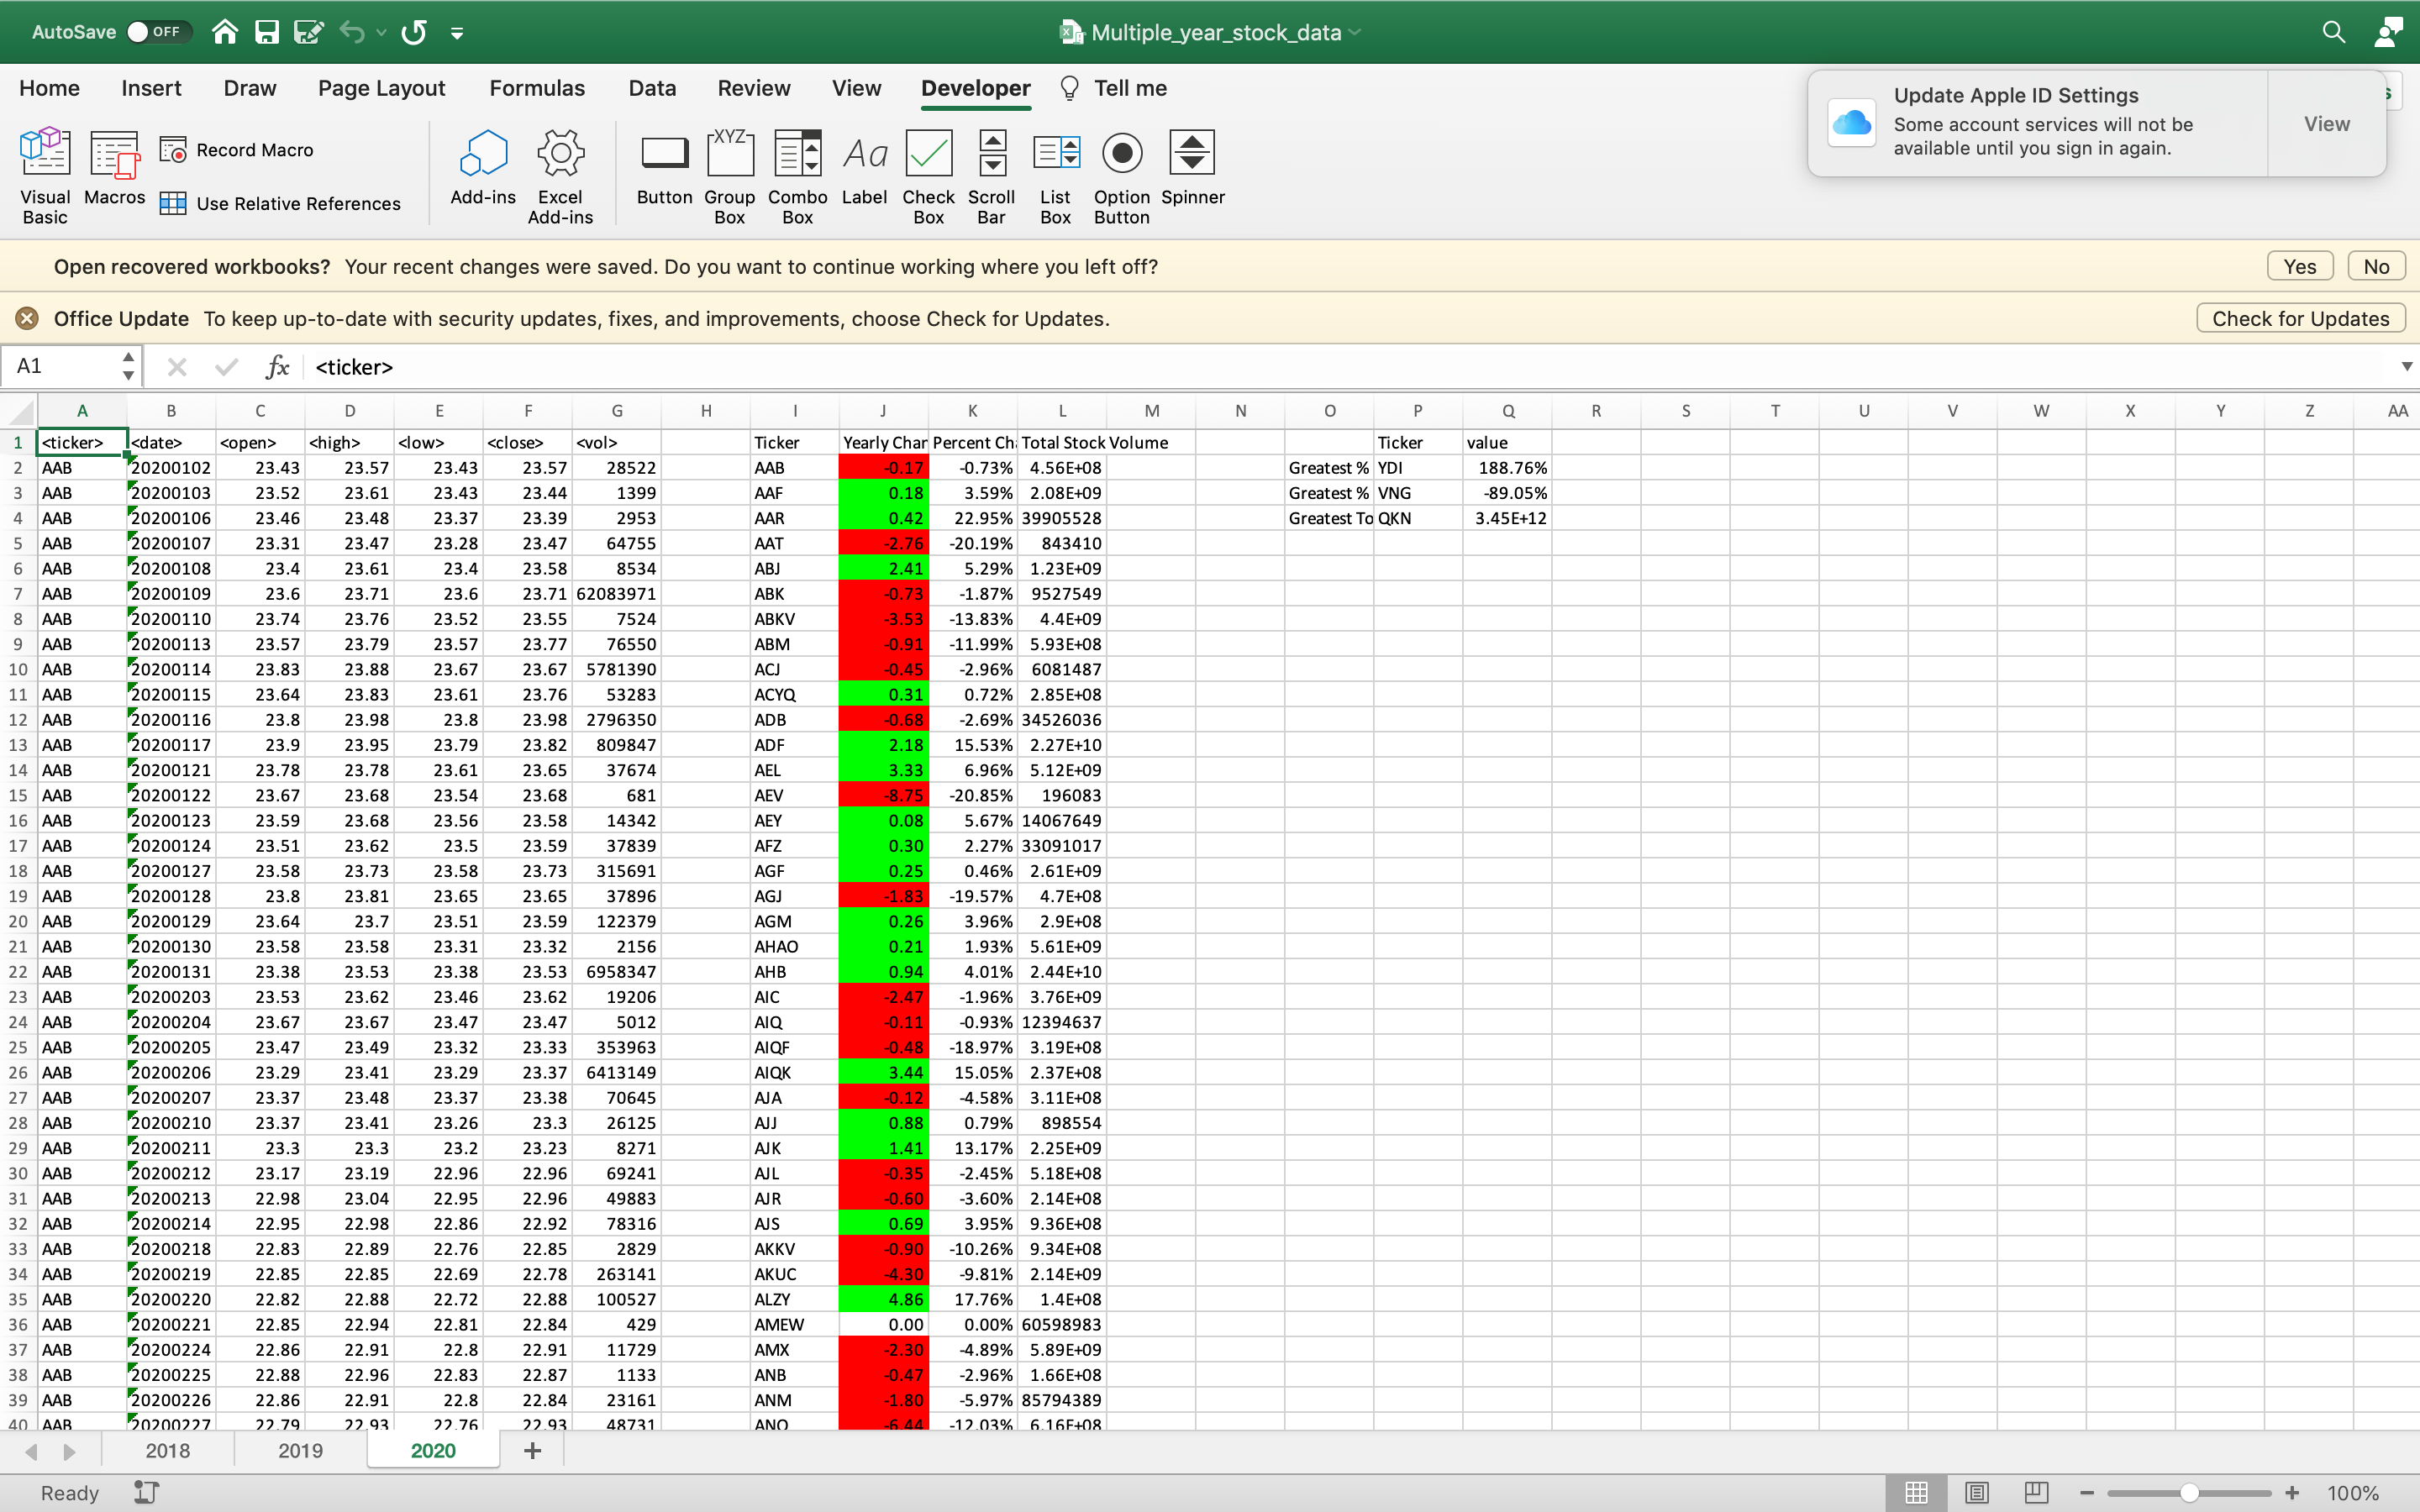 AutoSave OFF Multiple_year_stock_data
Home Insert Draw Page Layout Formulas Data Review View Developer Tell me
Update Apple ID Settings
Some account services will not be
available until you sign in again.
View
Visual Basic Macros Record Macro Use Relative References Add-ins Excel Add-ins Button Group Box Combo Box Label Check Box Scroll Bar List Box Option Button Spinner
XYZ Aa
Open recovered workbooks? Your recent changes were saved. Do you want to continue working where you left off? Yes No
Office Update To keep up-to-date with security updates, fixes, and improvements, choose Check for Updates. Check for Updates
A1 fx <ticker>
A B C D E F G H I J K L M N O P Q R S T U V W X Y Z AA
1 <ticker> <date> <open> <high> <low> <close> <vol> Ticker Yearly Chan Percent Ch Total Stock Volume Ticker value
2 AAB 20200102 23.43 23.57 23.43 23.57 28522 AAB -0.17 -0.73% 4.56E+08 Greatest % YDI 188.76%
3 AAB 20200103 23.52 23.61 23.43 23.44 1399 AAF 0.18 3.59% 2.08E+09 Greatest % VNG -89.05%
4 AAB 20200106 23.46 23.48 23.37 23.39 2953 AAR 0.42 22.95% 39905528 Greatest To QKN 3.45E+12
5 AAB 20200107 23.31 23.47 23.28 23.47 64755 AAT -2.76 -20.19% 843410
6 AAB 20200108 23.4 23.61 23.4 23.58 8534 ABJ 2.41 5.29% 1.23E+09
7 AAB 20200109 23.6 23.71 23.6 23.71 62083971 ABK -0.73 -1.87% 9527549
8 AAB 20200110 23.74 23.76 23.52 23.55 7524 ABKV -3.53 -13.83% 4.4E+09
9 AAB 20200113 23.57 23.79 23.57 23.77 76550 ABM -0.91 -11.99% 5.93E+08
10 AAB 20200114 23.83 23.88 23.67 23.67 5781390 ACJ -0.45 -2.96% 6081487
11 AAB 20200115 23.64 23.83 23.61 23.76 53283 ACYQ 0.31 0.72% 2.85E+08
12 AAB 20200116 23.8 23.98 23.8 23.98 2796350 ADB -0.68 -2.69% 34526036
13 AAB 20200117 23.9 23.95 23.79 23.82 809847 ADF 2.18 15.53% 2.27E+10
14 AAB 20200121 23.78 23.78 23.61 23.65 37674 AEL 3.33 6.96% 5.12E+09
15 AAB 20200122 23.67 23.68 23.54 23.68 681 AEV -8.75 -20.85% 196083
16 AAB 20200123 23.59 23.68 23.56 23.58 14342 AEY 0.08 5.67% 14067649
17 AAB 20200124 23.51 23.62 23.5 23.59 37839 AFZ 0.30 2.27% 33091017
18 AAB 20200127 23.58 23.73 23.58 23.73 315691 AGF 0.25 0.46% 2.61E+09
19 AAB 20200128 23.8 23.81 23.65 23.65 37896 AGJ -1.83 -19.57% 4.7E+08
20 AAB 20200129 23.64 23.7 23.51 23.59 122379 AGM 0.26 3.96% 2.9E+08
21 AAB 20200130 23.58 23.58 23.31 23.32 2156 AHAO 0.21 1.93% 5.61E+09
22 AAB 20200131 23.38 23.53 23.38 23.53 6958347 AHB 0.94 4.01% 2.44E+10
23 AAB 20200203 23.53 23.62 23.46 23.62 19206 AIC -2.47 -1.96% 3.76E+09
24 AAB 20200204 23.67 23.67 23.47 23.47 5012 AIQ -0.11 -0.93% 12394637
25 AAB 20200205 23.47 23.49 23.32 23.33 353963 AIQF -0.48 -18.97% 3.19E+08
26 AAB 20200206 23.29 23.41 23.29 23.37 6413149 AIQK 3.44 15.05% 2.37E+08
27 AAB 20200207 23.37 23.48 23.37 23.38 70645 AJA -0.12 -4.58% 3.11E+08
28 AAB 20200210 23.37 23.41 23.26 23.3 26125 AJJ 0.88 0.79% 898554
29 AAB 20200211 23.3 23.3 23.2 23.23 8271 AJK 1.41 13.17% 2.25E+09
30 AAB 20200212 23.17 23.19 22.96 22.96 69241 AJL -0.35 -2.45% 5.18E+08
31 AAB 20200213 22.98 23.04 22.95 22.96 49883 AJR -0.60 -3.60% 2.14E+08
32 AAB 20200214 22.95 22.98 22.86 22.92 78316 AJS 0.69 3.95% 9.36E+08
33 AAB 20200218 22.83 22.89 22.76 22.85 2829 AKKV -0.90 -10.26% 9.34E+08
34 AAB 20200219 22.85 22.85 22.69 22.78 263141 AKUC -4.30 -9.81% 2.14E+09
35 AAB 20200220 22.82 22.88 22.72 22.88 100527 ALZY 4.86 17.76% 1.4E+08
36 AAB 20200221 22.85 22.94 22.81 22.84 429 AMEW 0.00 0.00% 60598983
37 AAB 20200224 22.86 22.91 22.8 22.91 11729 AMX -2.30 -4.89% 5.89E+09
38 AAB 20200225 22.88 22.96 22.83 22.87 1133 ANB -0.47 -2.96% 1.66E+08
39 AAB 20200226 22.86 22.91 22.8 22.84 23161 ANM -1.80 -5.97% 85794389
40 AAB 20200227 22.79 22.93 22.76 22.93 48731 ANO -6.44 -12.03% 6.16E+08
2018 2019 2020
Ready 100%